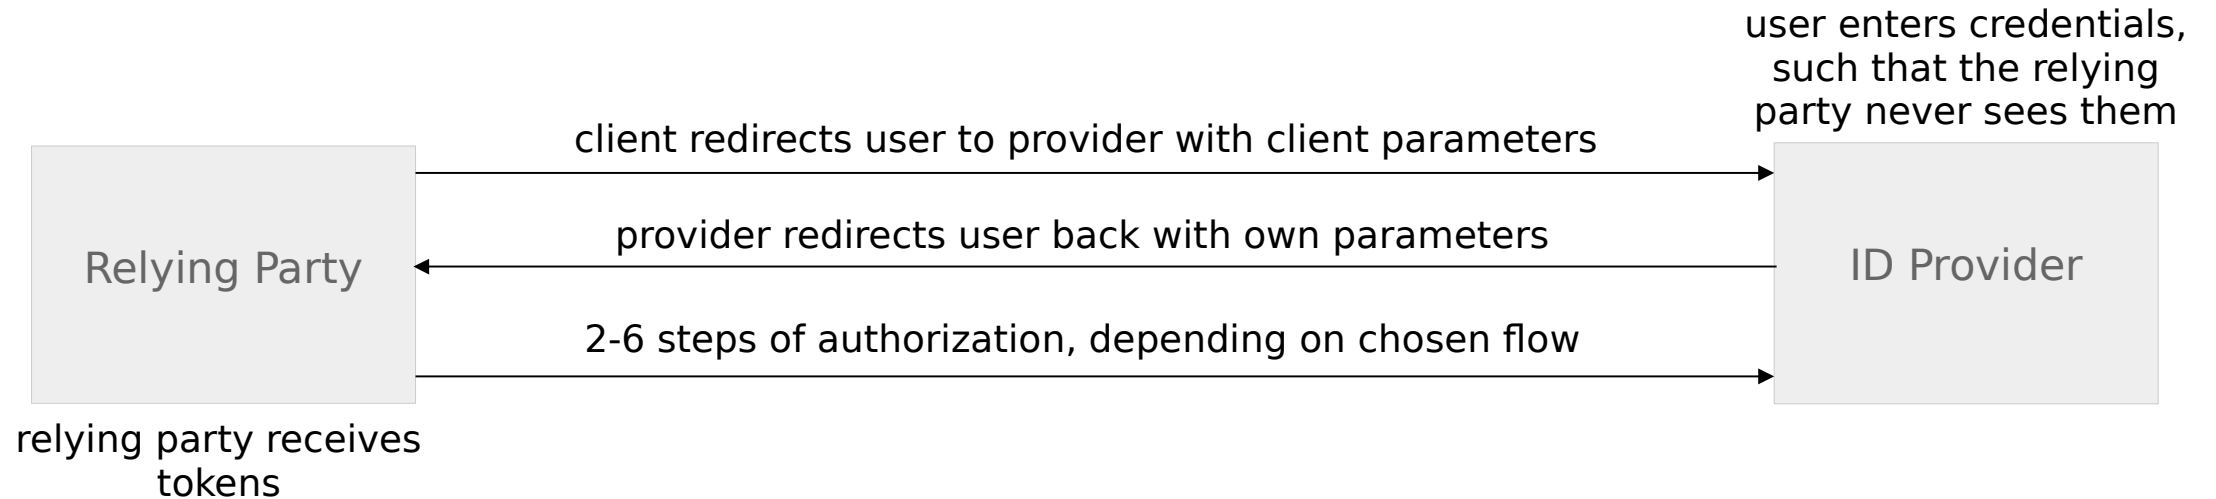 user enters credentials,
such that the relying
party never sees them
client redirects user to provider with client parameters
provider redirects user back with own parameters
Relying Party
ID Provider
2-6 steps of authorization, depending on chosen flow
relying party receives
tokens